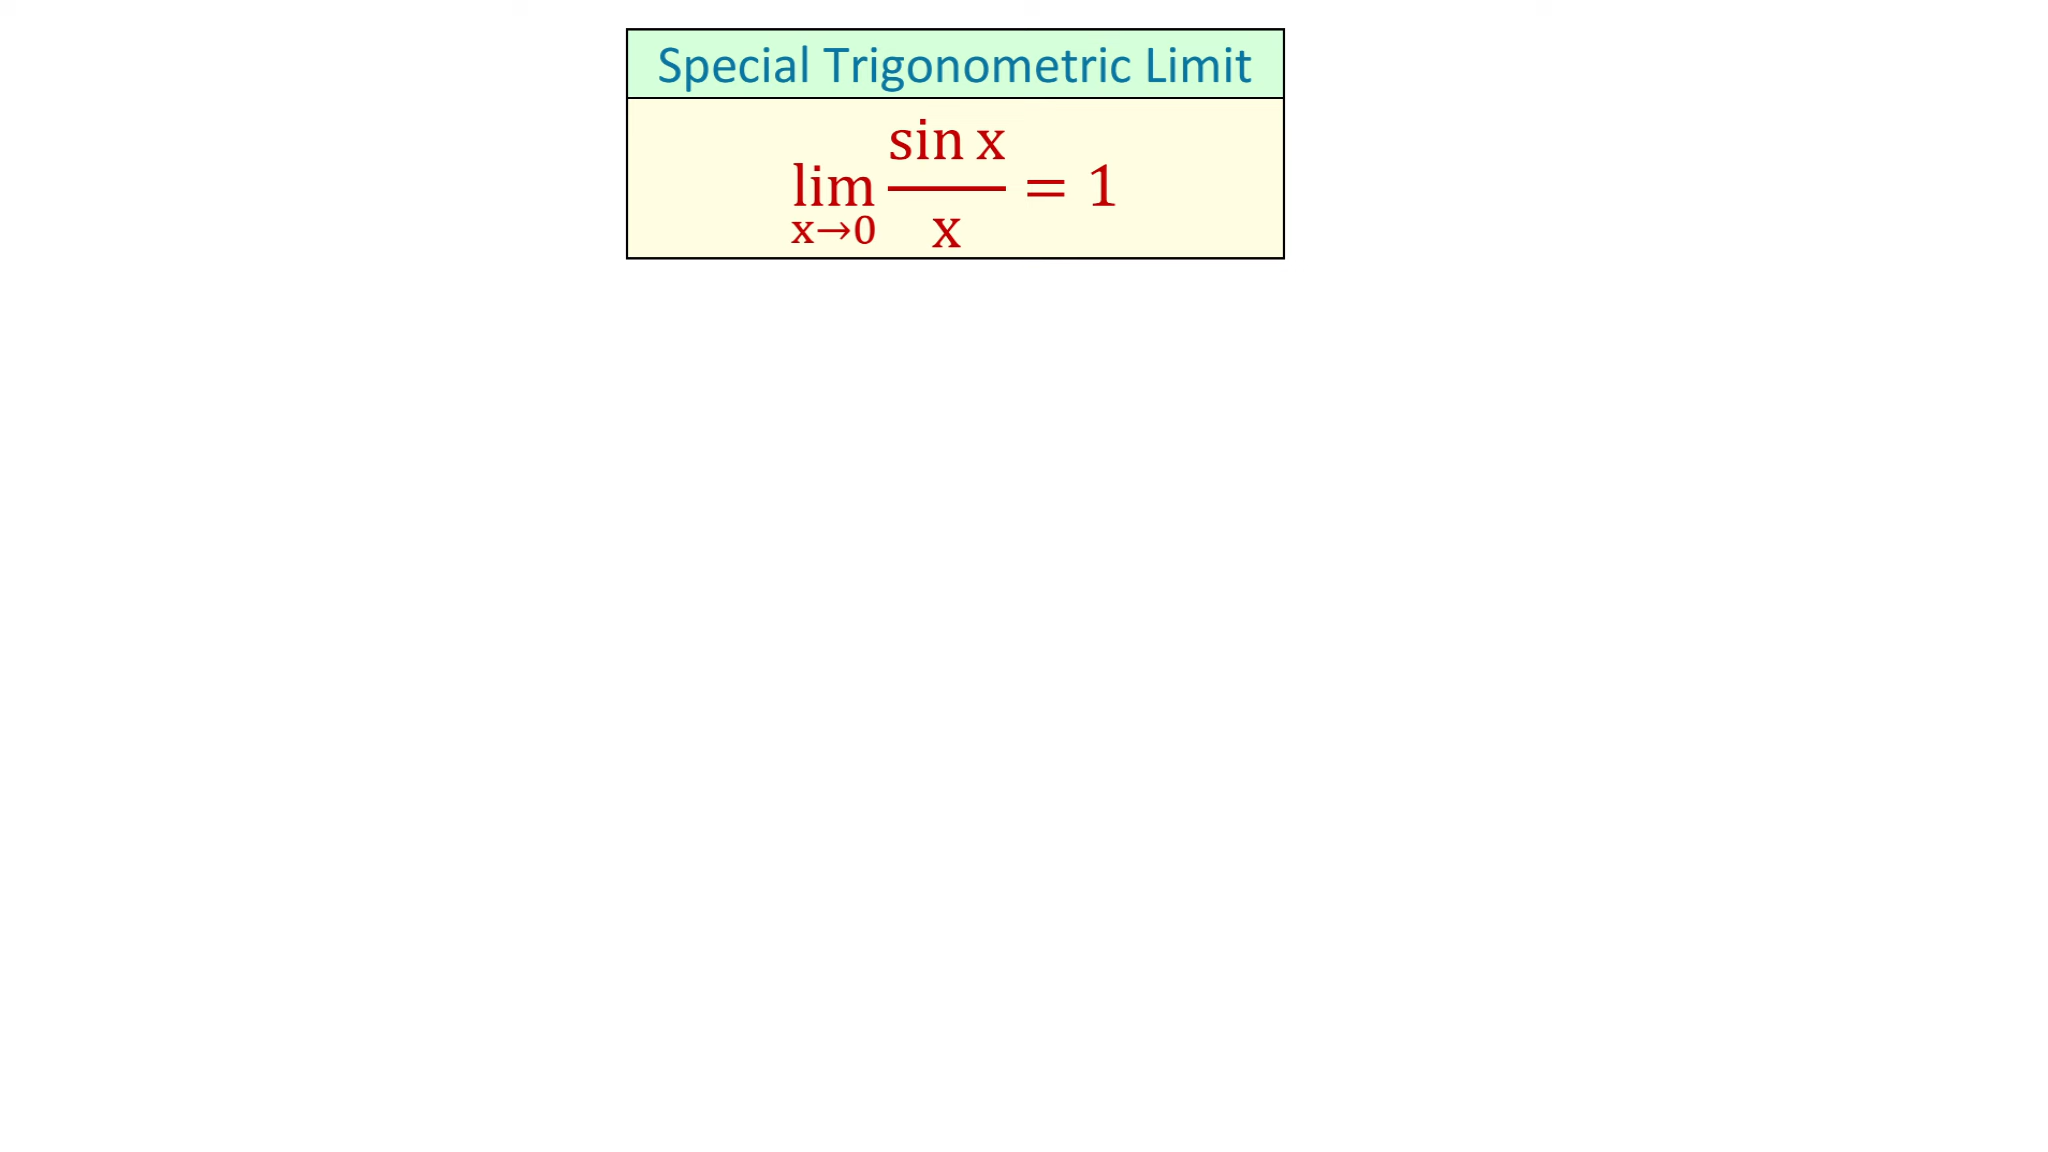 Special Trigonometric Limit
lim x→0 sin x / x = 1